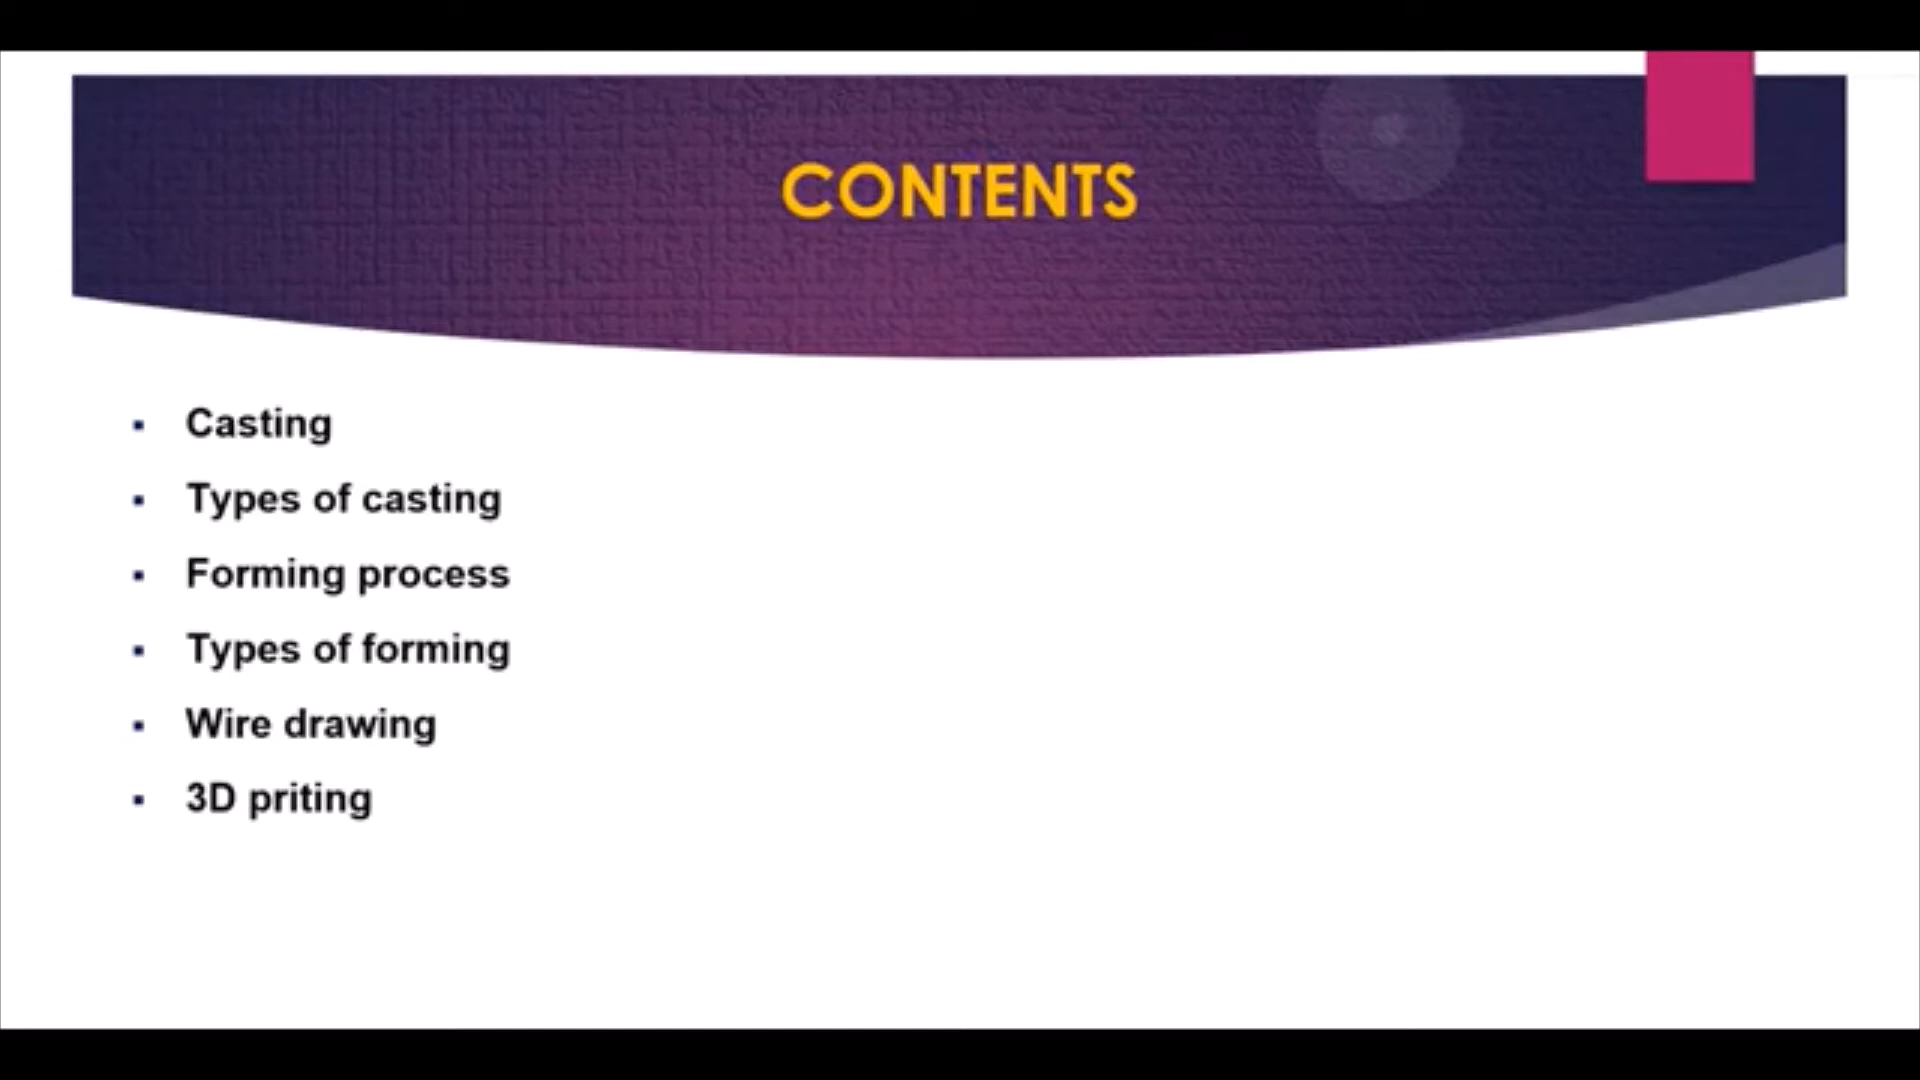 CONTENTS
▪ Casting
▪ Types of casting
▪ Forming process
▪ Types of forming
▪ Wire drawing
▪ 3D priting